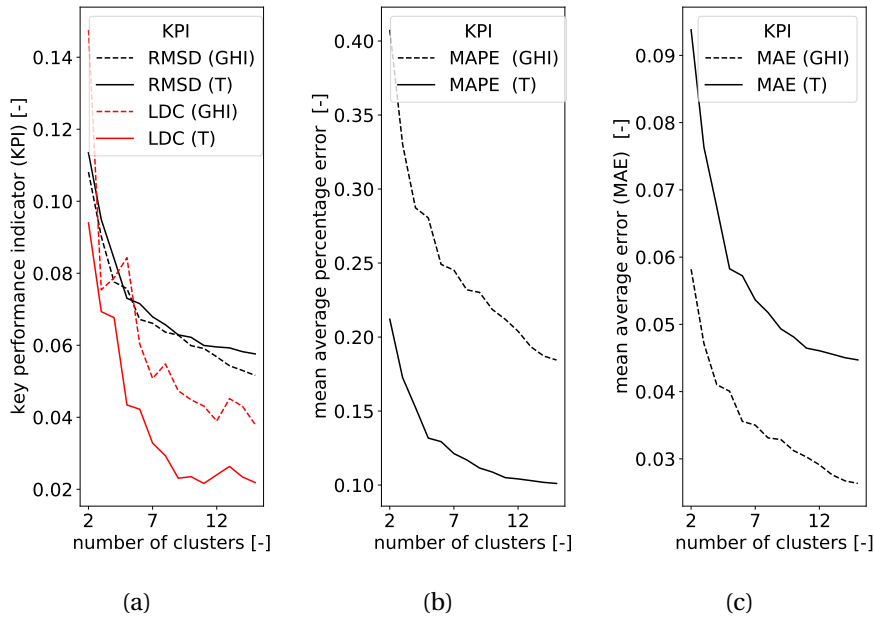 KPI
RMSD (GHI)
RMSD (T)
LDC (GHI)
LDC (T)
key performance indicator (KPI) [-]
0.14
0.12
0.10
0.08
0.06
0.04
0.02
2
7
12
number of clusters [-]
(a)
KPI
MAPE (GHI)
MAPE (T)
mean average percentage error [-]
0.40
0.35
0.30
0.25
0.20
0.15
0.10
2
7
12
number of clusters [-]
(b)
KPI
MAE (GHI)
MAE (T)
mean average error (MAE) [-]
0.09
0.08
0.07
0.06
0.05
0.04
0.03
2
7
12
number of clusters [-]
(c)